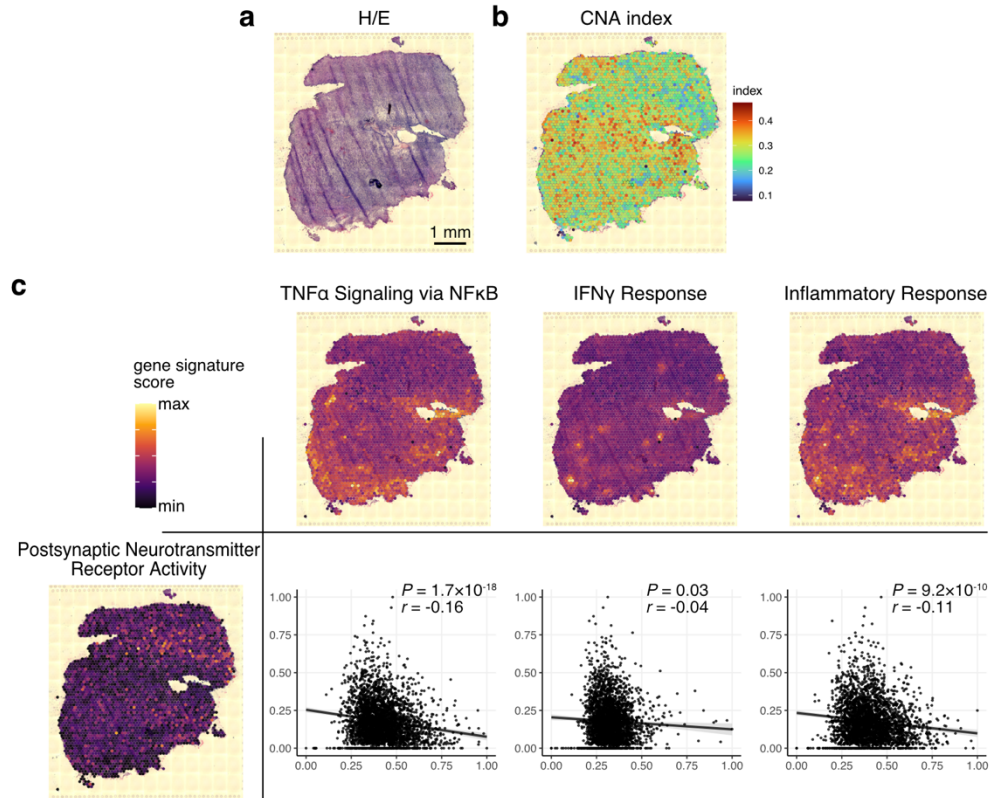 a
H/E
1 mm
b
CNA index
index
0.4
0.3
0.2
0.1
c
gene signature
score
max
min
TNFα Signaling via NFκB
IFNγ Response
Inflammatory Response
Postsynaptic Neurotransmitter
Receptor Activity
P = 1.7×10⁻¹⁸
r = -0.16
1.00
0.75
0.50
0.25
0.00
0.00 0.25 0.50 0.75 1.00
P = 0.03
r = -0.04
1.00
0.75
0.50
0.25
0.00
0.00 0.25 0.50 0.75 1.00
P = 9.2×10⁻¹⁰
r = -0.11
1.00
0.75
0.50
0.25
0.00
0.00 0.25 0.50 0.75 1.00